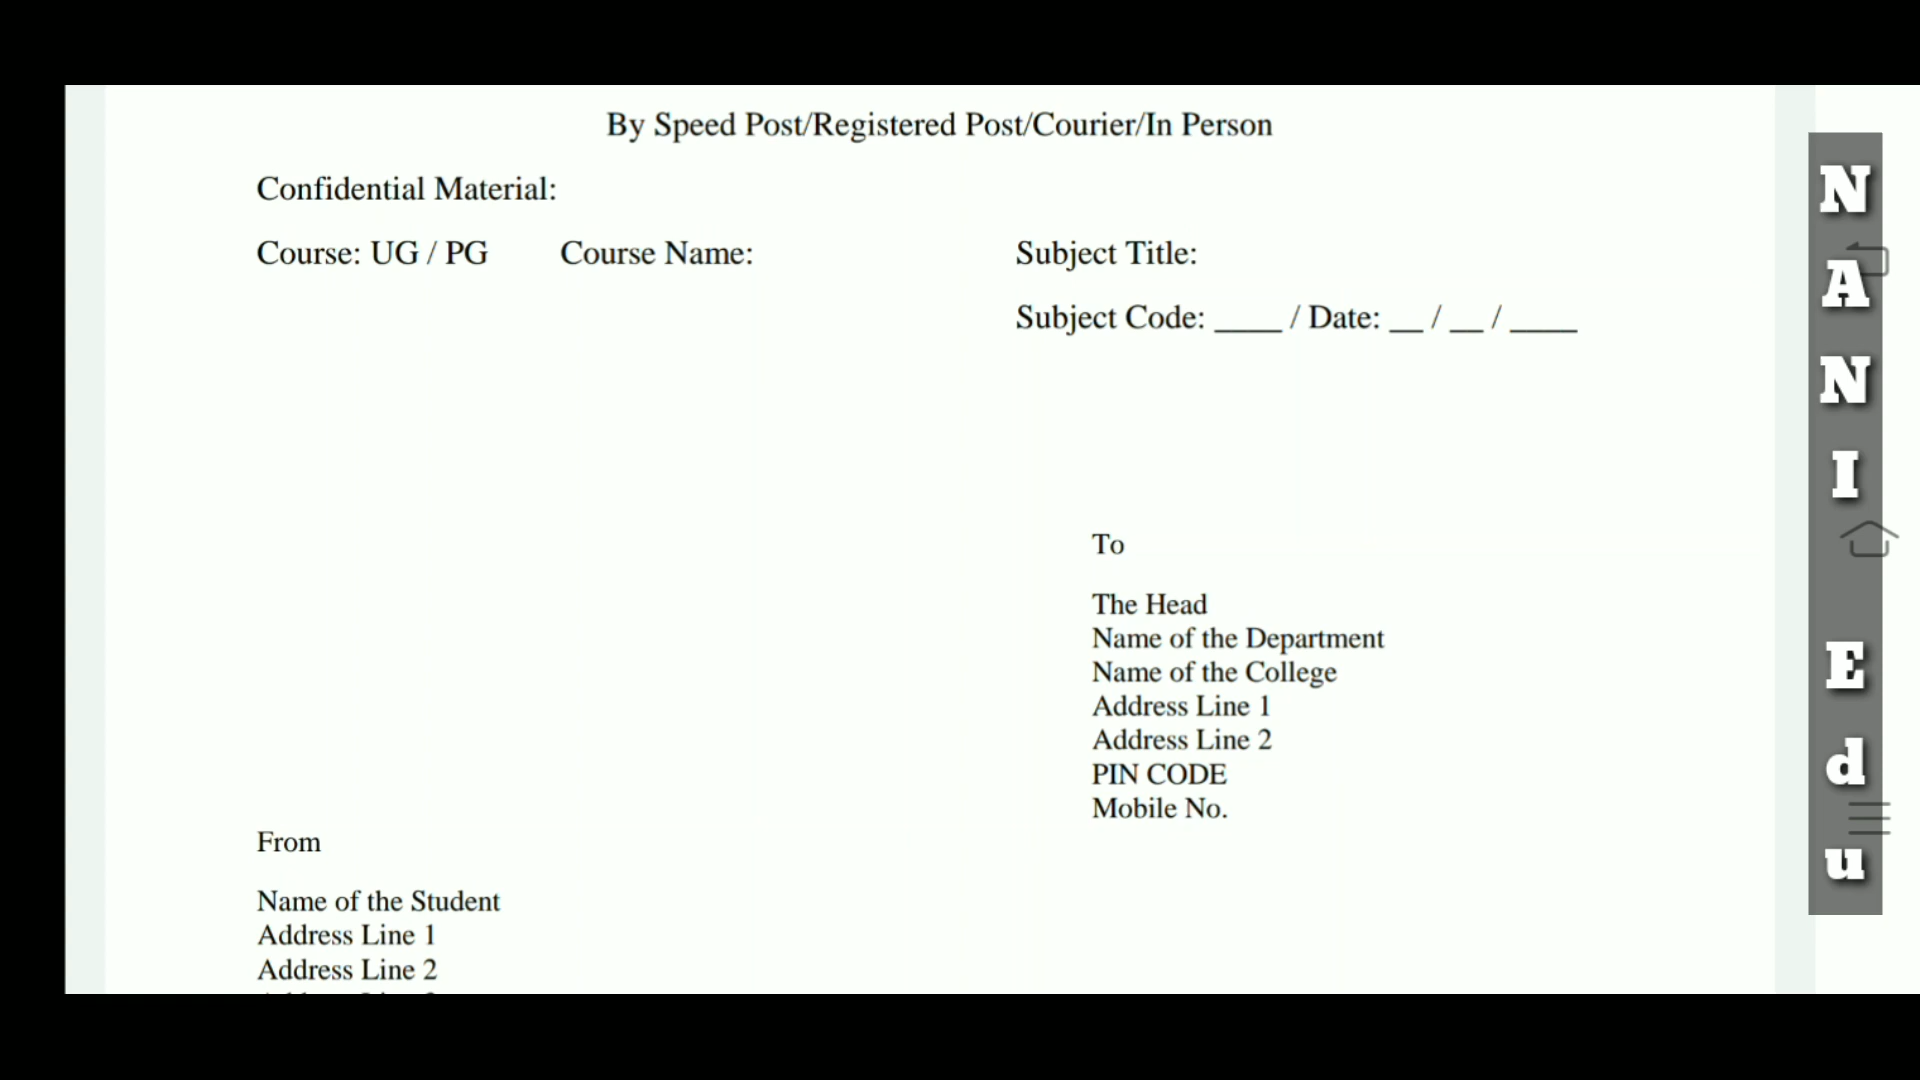 By Speed Post/Registered Post/Courier/In Person
Confidential Material:
Course: UG / PG Course Name: Subject Title:
Subject Code: ____ / Date: __ / __ / ____
To
The Head
Name of the Department
Name of the College
Address Line 1
Address Line 2
PIN CODE
Mobile No.
From
Name of the Student
Address Line 1
Address Line 2
NANI Edu